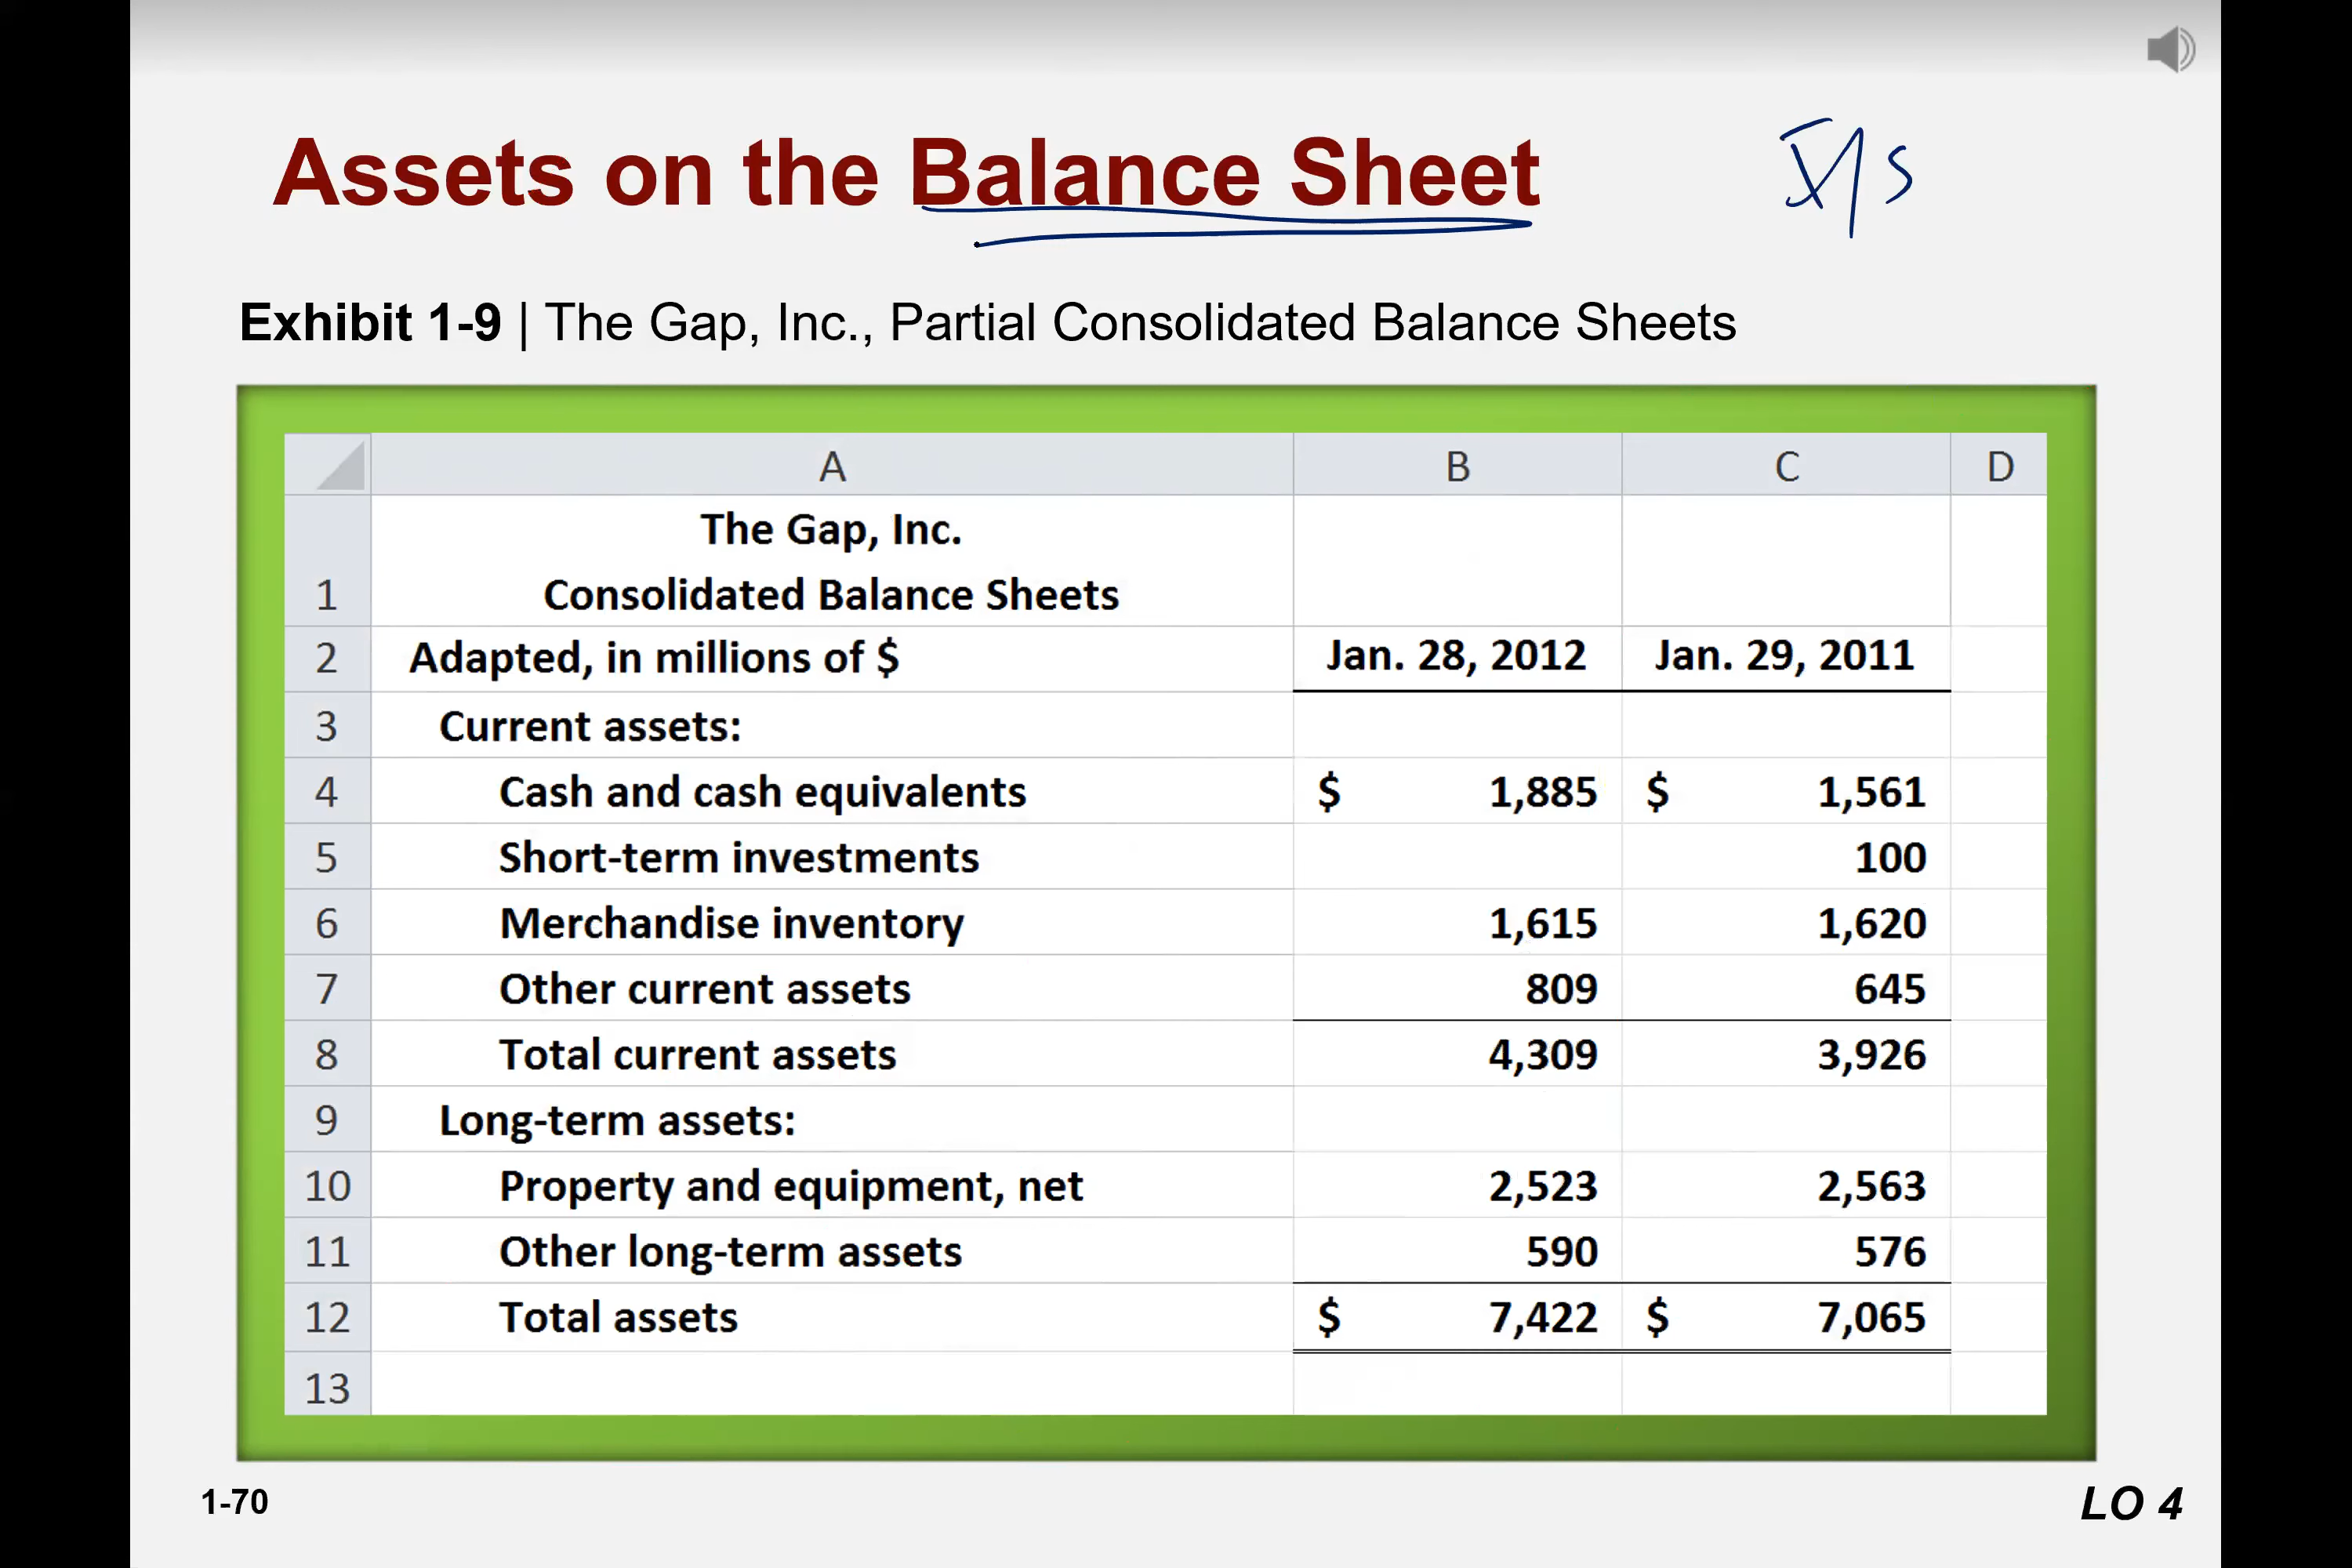 Assets on the Balance Sheet I/S
Exhibit 1-9 | The Gap, Inc., Partial Consolidated Balance Sheets
A B C D
The Gap, Inc.
1 Consolidated Balance Sheets
2 Adapted, in millions of $ Jan. 28, 2012 Jan. 29, 2011
3 Current assets:
4 Cash and cash equivalents $ 1,885 $ 1,561
5 Short-term investments 100
6 Merchandise inventory 1,615 1,620
7 Other current assets 809 645
8 Total current assets 4,309 3,926
9 Long-term assets:
10 Property and equipment, net 2,523 2,563
11 Other long-term assets 590 576
12 Total assets $ 7,422 $ 7,065
13
1-70 LO 4